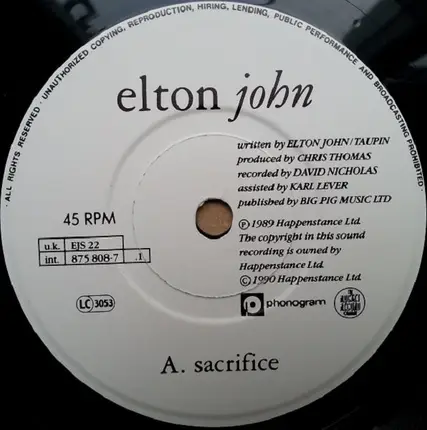 ALL RIGHTS RESERVED · UNAUTHORIZED COPYING, REPRODUCTION, HIRING, LENDING, PUBLIC PERFORMANCE AND BROADCASTING PROHIBITED ·
elton john
written by ELTON JOHN/TAUPIN
produced by CHRIS THOMAS
recorded by DAVID NICHOLAS
assisted by KARL LEVER
published by BIG PIG MUSIC LTD
45 RPM
u.k. EJS 22
int. 875 808-7 .1
Ⓟ 1989 Happenstance Ltd.
The copyright in this sound
recording is owned by
Happenstance Ltd.
© 1990 Happenstance Ltd.
LC 3053
phonogram
A. sacrifice